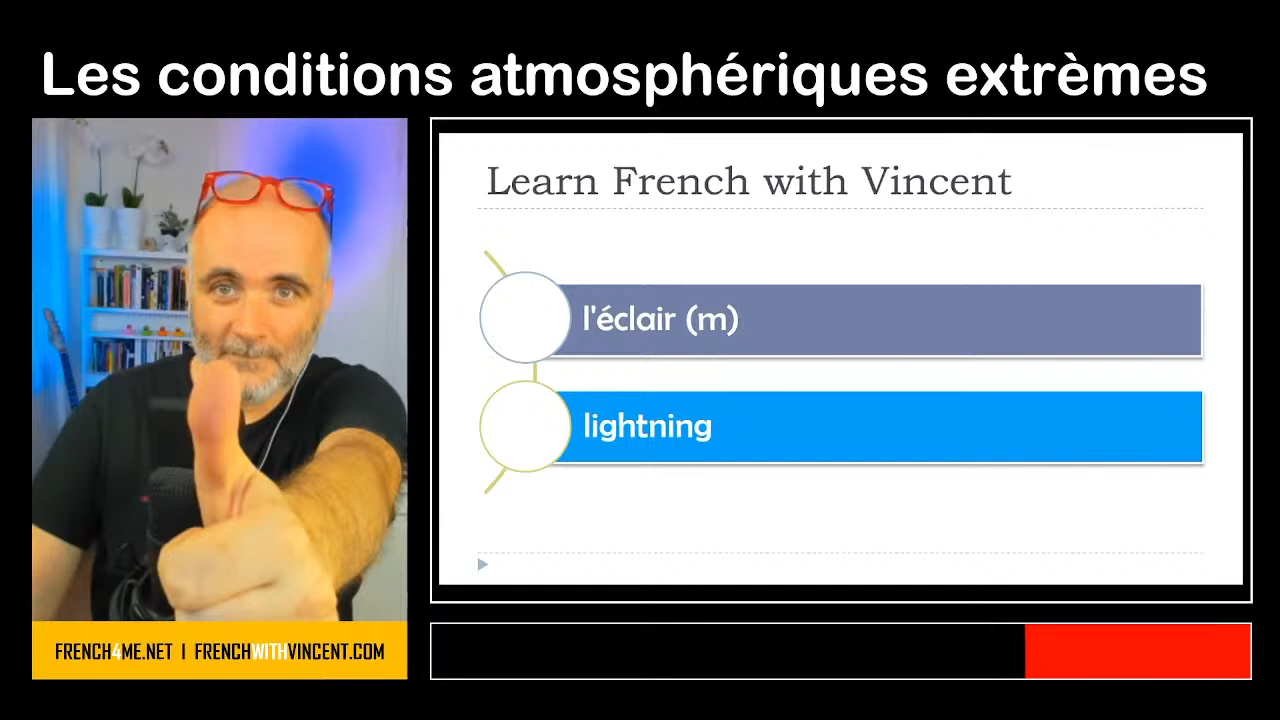 Les conditions atmosphériques extrêmes
Learn French with Vincent
l'éclair (m)
lightning
FRENCH4ME.NET I FRENCHWITHVINCENT.COM